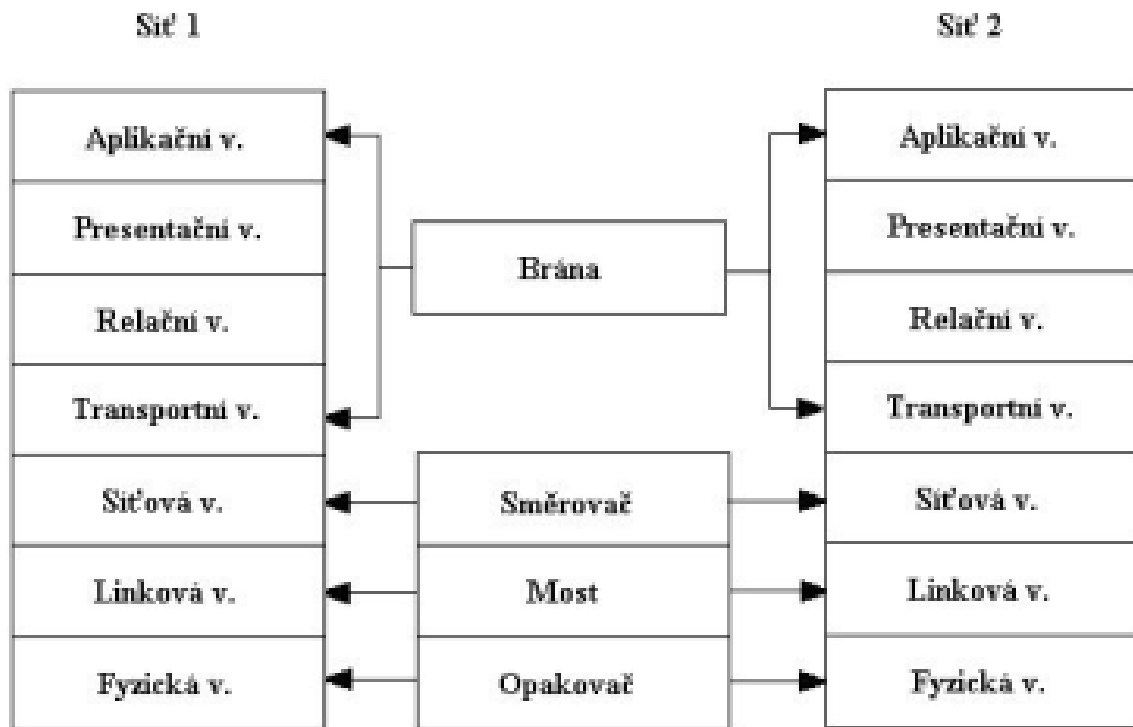 Síť 1
Síť 2
Aplikační v.
Presentační v.
Relační v.
Transportní v.
Síťová v.
Linková v.
Fyzická v.
Brána
Směrovač
Most
Opakovač
Aplikační v.
Presentační v.
Relační v.
Transportní v.
Síťová v.
Linková v.
Fyzická v.